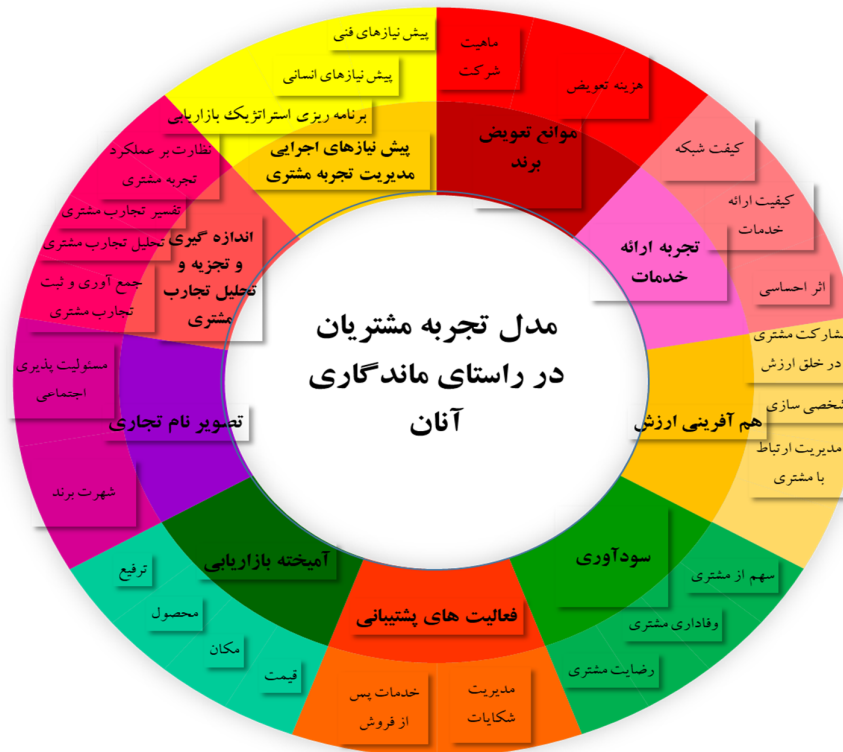 مدل تجربه مشتریان
در راستای ماندگاری
آنان
موانع تعویض
برند
ماهیت
شرکت
هزینه تعویض
تجربه ارائه
خدمات
کیفت شبکه
کیفیت ارائه
خدمات
اثر احساسی
هم آفرینی ارزش
مشارکت مشتری
در خلق ارزش
شخصی سازی
مدیریت ارتباط
با مشتری
سودآوری
سهم از مشتری
وفاداری مشتری
رضایت مشتری
فعالیت های پشتیبانی
مدیریت
شکایات
خدمات پس
از فروش
آمیخته بازاریابی
قیمت
مکان
محصول
ترفیع
تصویر نام تجاری
شهرت برند
مسئولیت پذیری
اجتماعی
اندازه گیری
و تجزیه و
تحلیل تجارب
مشتری
جمع آوری و ثبت
تجارب مشتری
تحلیل تجارب مشتری
تفسیر تجارب مشتری
نظارت بر عملکرد
تجربه مشتری
پیش نیازهای اجرایی
مدیریت تجربه مشتری
برنامه ریزی استراتژیک بازاریابی
پیش نیازهای انسانی
پیش نیازهای فنی